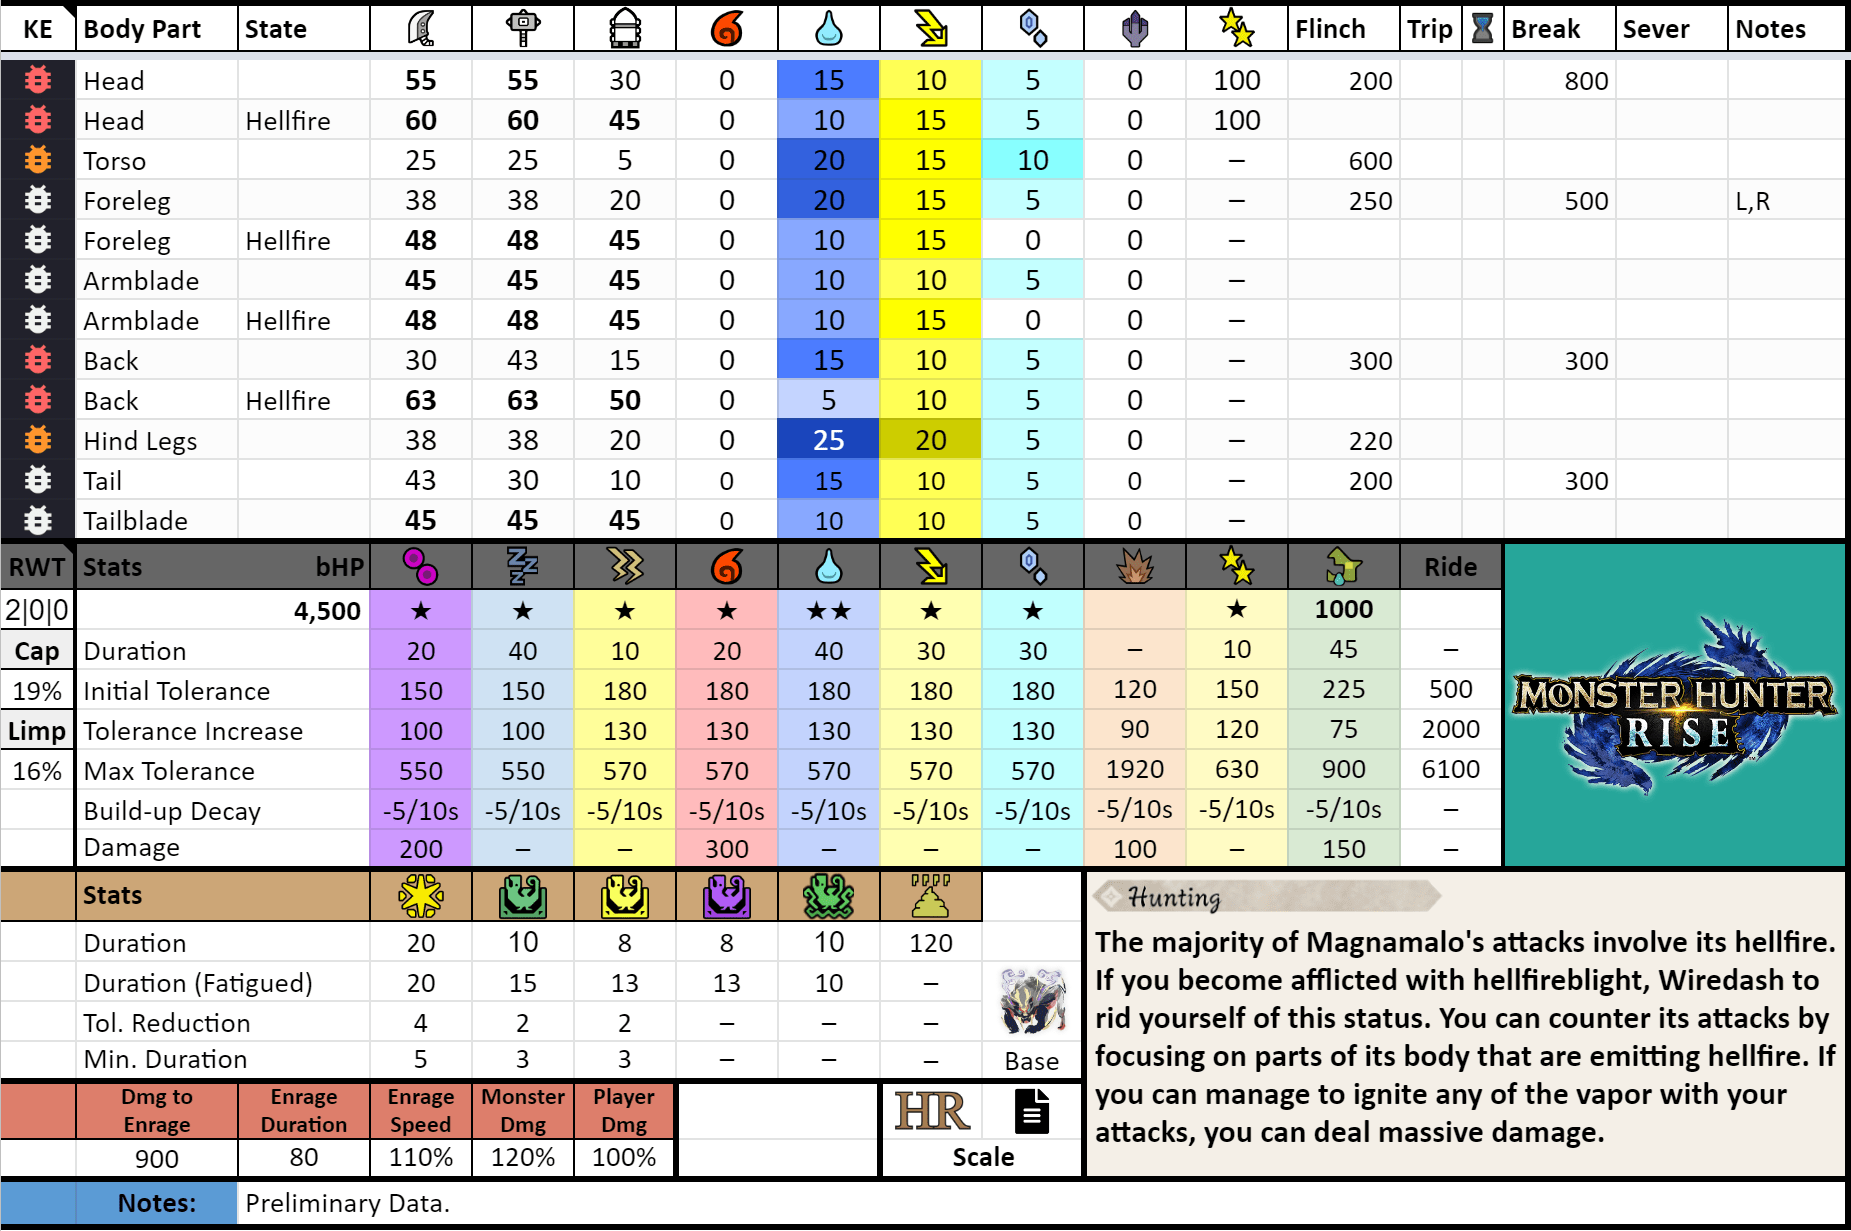 KE Body Part State Flinch Trip Break Sever Notes
Head 55 55 30 0 15 10 5 0 100 200 800
Head Hellfire 60 60 45 0 10 15 5 0 100
Torso 25 25 5 0 20 15 10 0 – 600
Foreleg 38 38 20 0 20 15 5 0 – 250 500 L,R
Foreleg Hellfire 48 48 45 0 10 15 0 0 –
Armblade 45 45 45 0 10 10 5 0 –
Armblade Hellfire 48 48 45 0 10 15 0 0 –
Back 30 43 15 0 15 10 5 0 – 300 300
Back Hellfire 63 63 50 0 5 10 5 0 –
Hind Legs 38 38 20 0 25 20 5 0 – 220
Tail 43 30 10 0 15 10 5 0 – 200 300
Tailblade 45 45 45 0 10 10 5 0 –
RWT Stats bHP Ride
2|0|0 4,500 ★ ★ ★ ★ ★★ ★ ★ ★ 1000
Cap Duration 20 40 10 20 40 30 30 – 10 45 –
19% Initial Tolerance 150 150 180 180 180 180 180 120 150 225 500
Limp Tolerance Increase 100 100 130 130 130 130 130 90 120 75 2000
16% Max Tolerance 550 550 570 570 570 570 570 1920 630 900 6100
Build-up Decay -5/10s -5/10s -5/10s -5/10s -5/10s -5/10s -5/10s -5/10s -5/10s -5/10s –
Damage 200 – – 300 – – – 100 – 150 –
MONSTER HUNTER
RISE
Stats
Duration 20 10 8 8 10 120
Duration (Fatigued) 20 15 13 13 10 –
Tol. Reduction 4 2 2 – – –
Min. Duration 5 3 3 – – – Base
Hunting
The majority of Magnamalo's attacks involve its hellfire.
If you become afflicted with hellfireblight, Wiredash to
rid yourself of this status. You can counter its attacks by
focusing on parts of its body that are emitting hellfire. If
you can manage to ignite any of the vapor with your
attacks, you can deal massive damage.
Dmg to Enrage Enrage Duration Enrage Speed Monster Dmg Player Dmg HR
900 80 110% 120% 100% Scale
Notes: Preliminary Data.